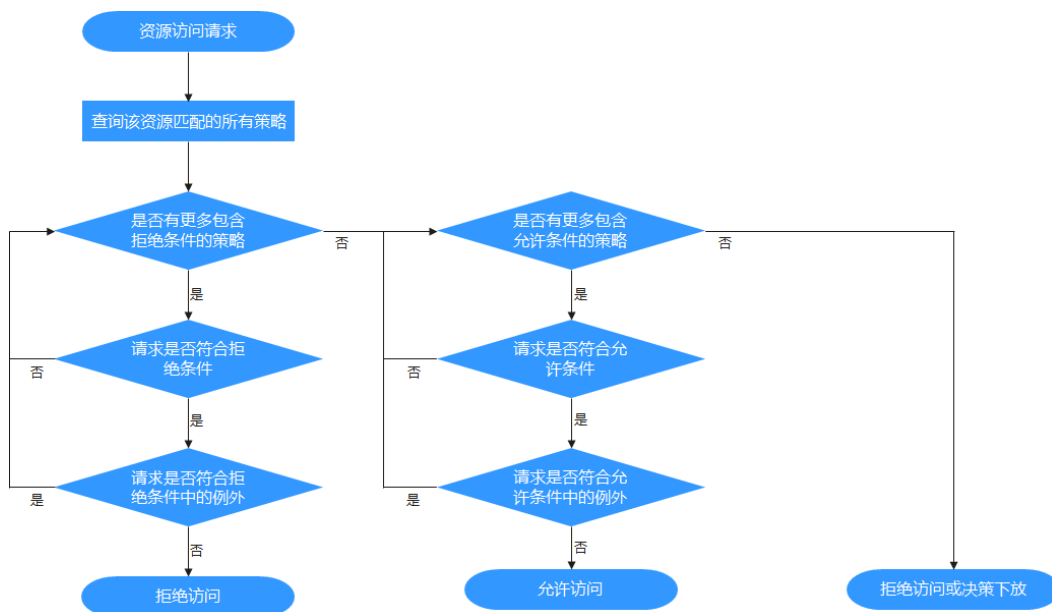 资源访问请求
查询该资源匹配的所有策略
是否有更多包含
拒绝条件的策略
否
是否有更多包含
允许条件的策略
否
是
是
请求是否符合拒
绝条件
否
请求是否符合允
许条件
否
是
是
请求是否符合拒
绝条件中的例外
是
请求是否符合允
许条件中的例外
是
否
否
拒绝访问
允许访问
拒绝访问或决策下放